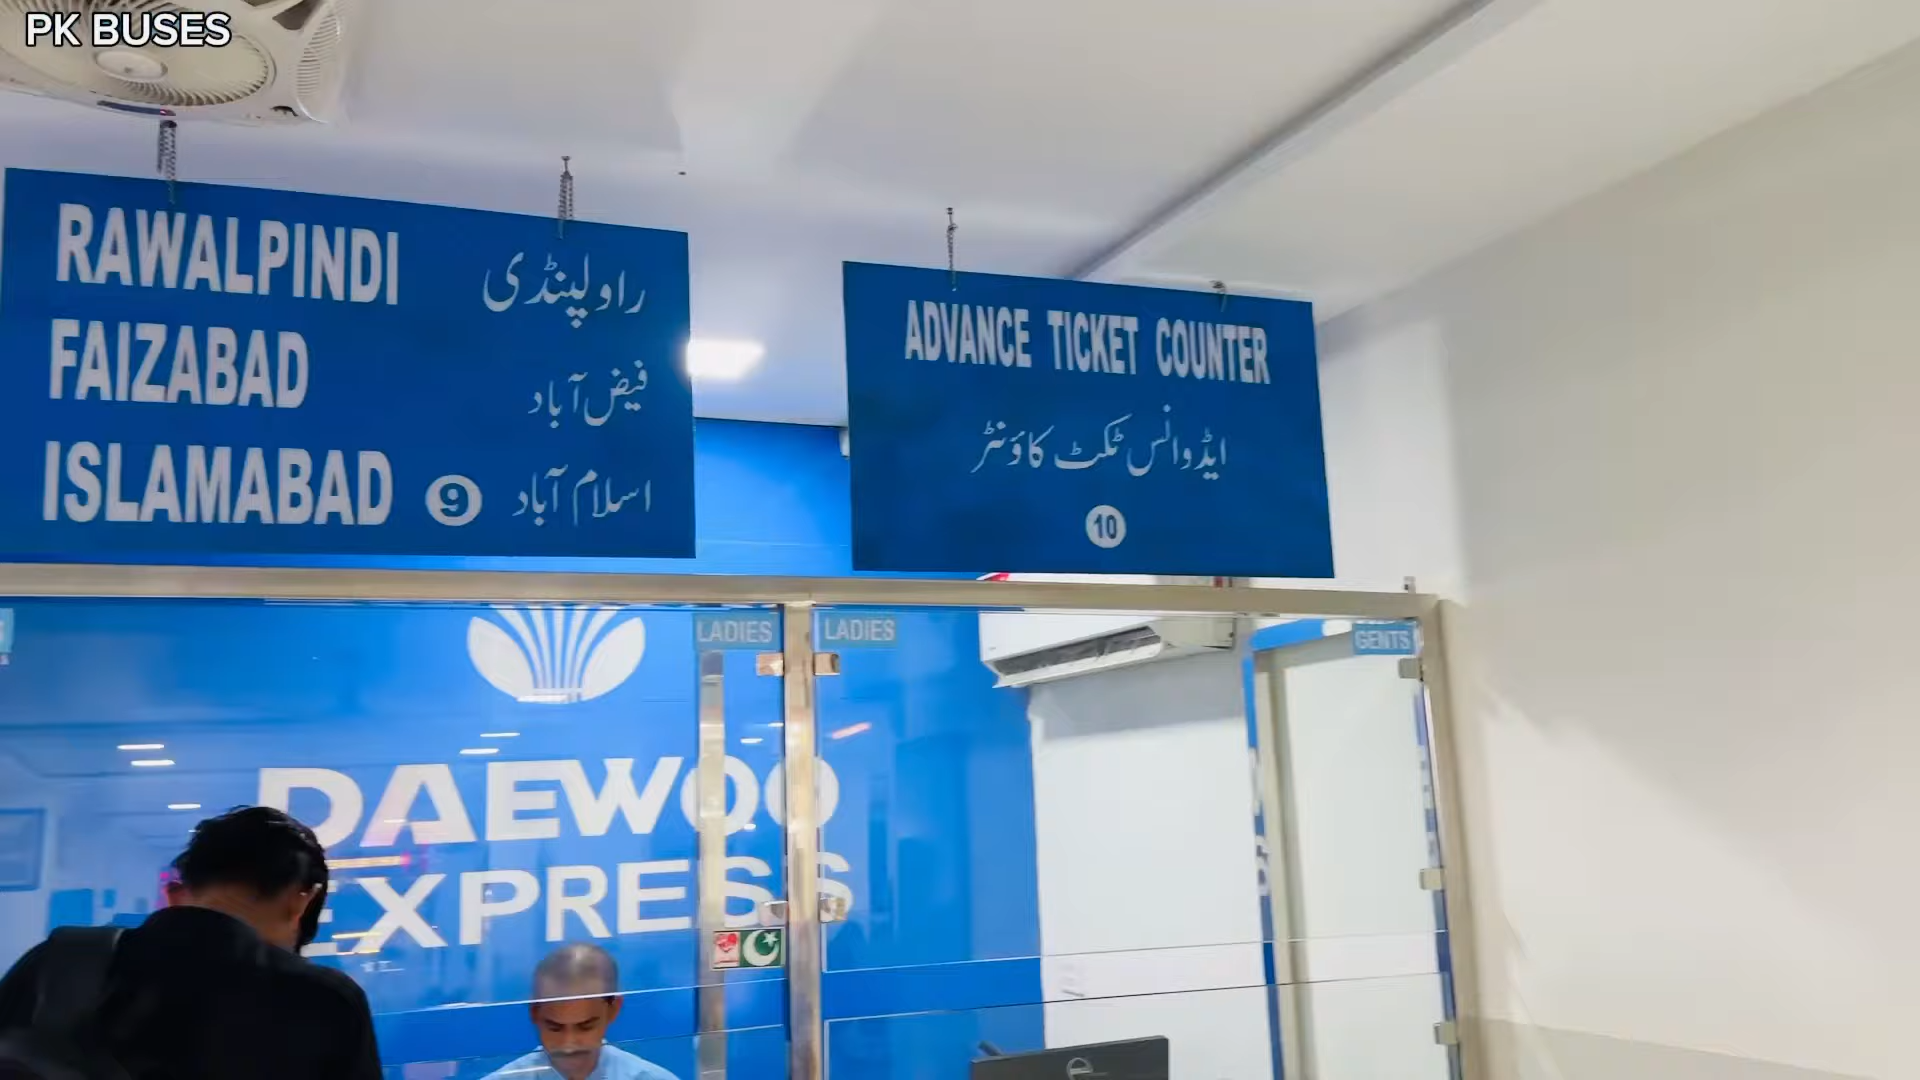 PK BUSES
RAWALPINDI راولپنڈی
FAIZABAD فیض آباد
ISLAMABAD 9 اسلام آباد
ADVANCE TICKET COUNTER
ایڈوانس ٹکٹ کاؤنٹر
10
LADIES
LADIES
GENTS
DAEWOO
EXPRESS